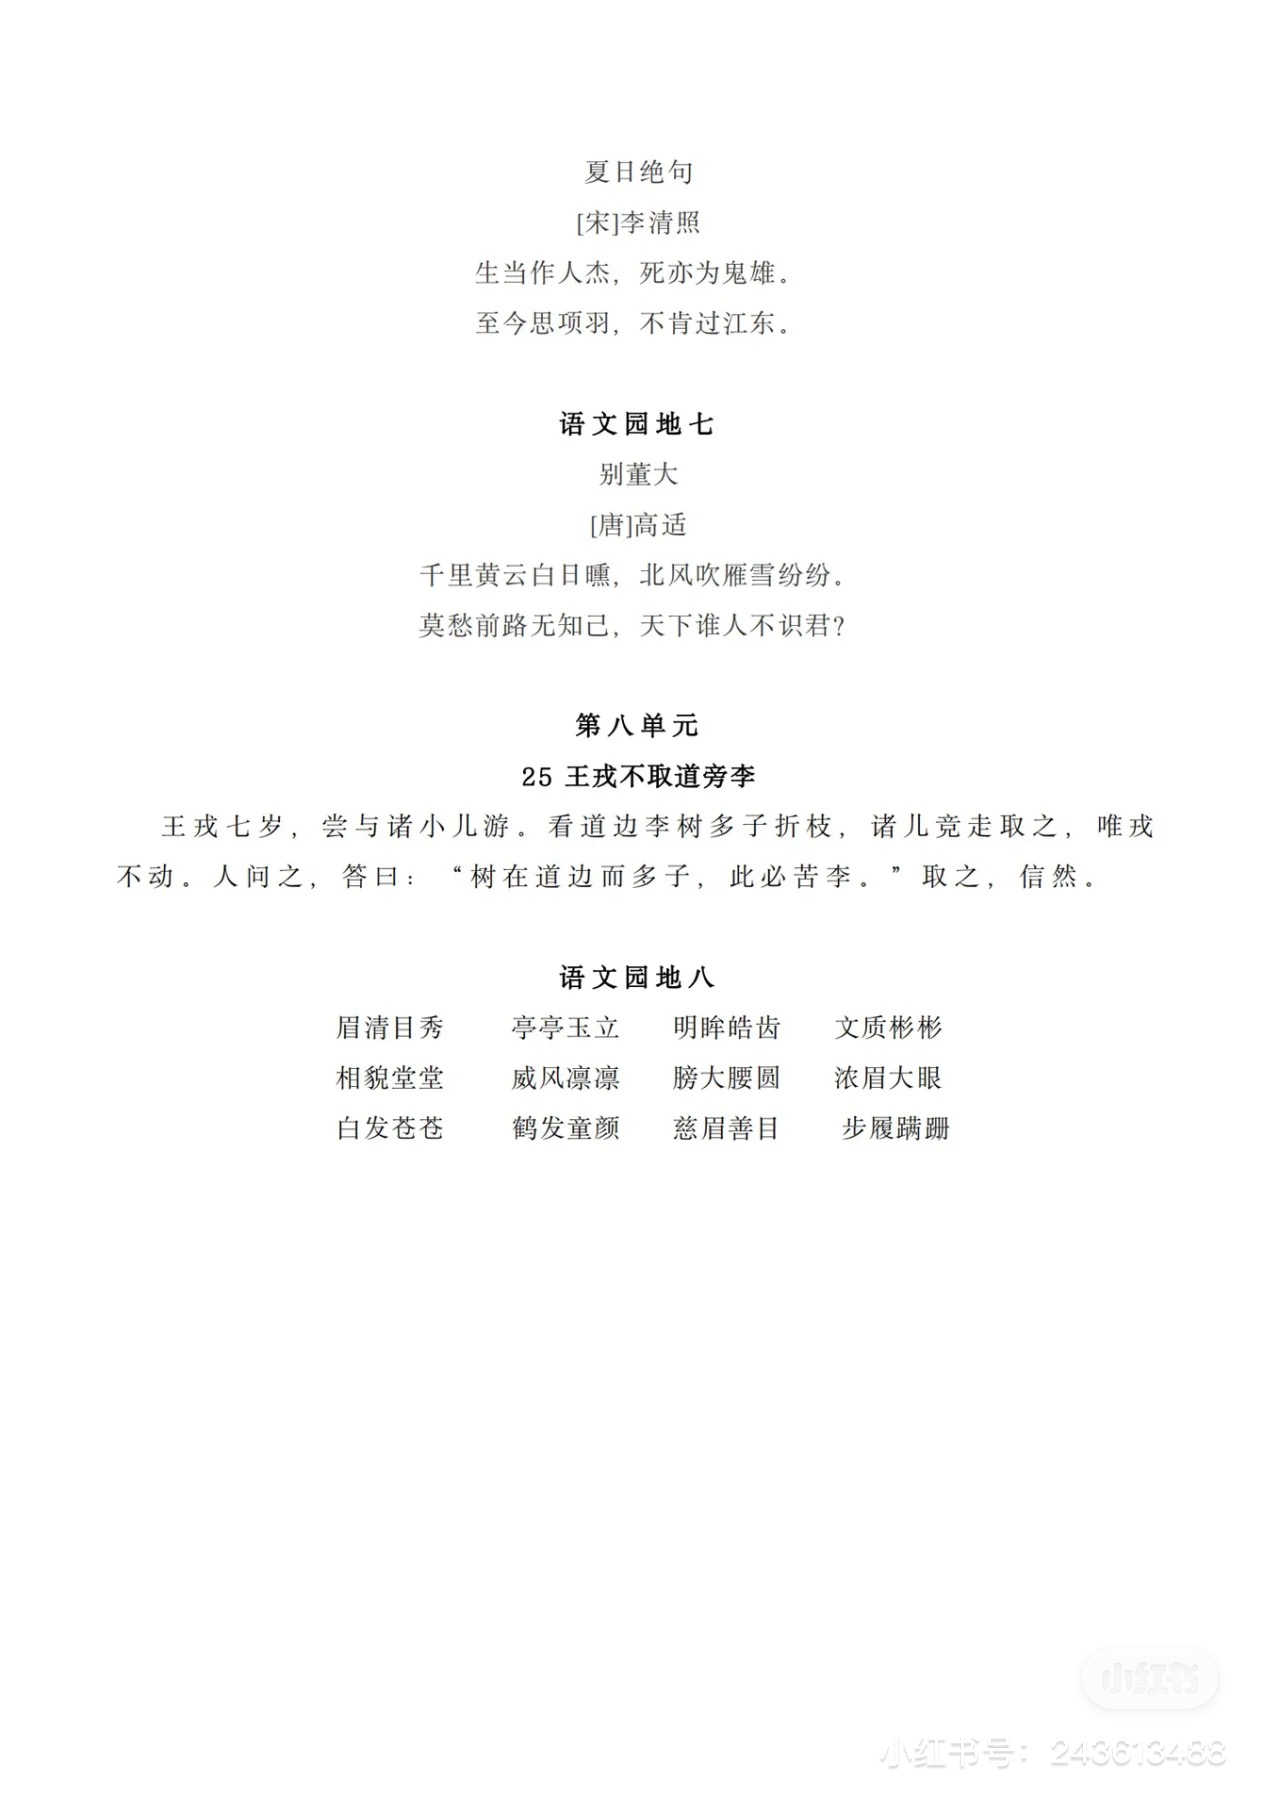 夏日绝句
[宋]李清照
生当作人杰，死亦为鬼雄。
至今思项羽，不肯过江东。
语文园地七
别董大
[唐]高适
千里黄云白日曛，北风吹雁雪纷纷。
莫愁前路无知己，天下谁人不识君？
第八单元
25 王戎不取道旁李
王戎七岁，尝与诸小儿游。看道边李树多子折枝，诸儿竞走取之，唯戎
不动。人问之，答曰：“树在道边而多子，此必苦李。”取之，信然。
语文园地八
眉清目秀 亭亭玉立 明眸皓齿 文质彬彬
相貌堂堂 威风凛凛 膀大腰圆 浓眉大眼
白发苍苍 鹤发童颜 慈眉善目 步履蹒跚
小红书
小红书号：243613488